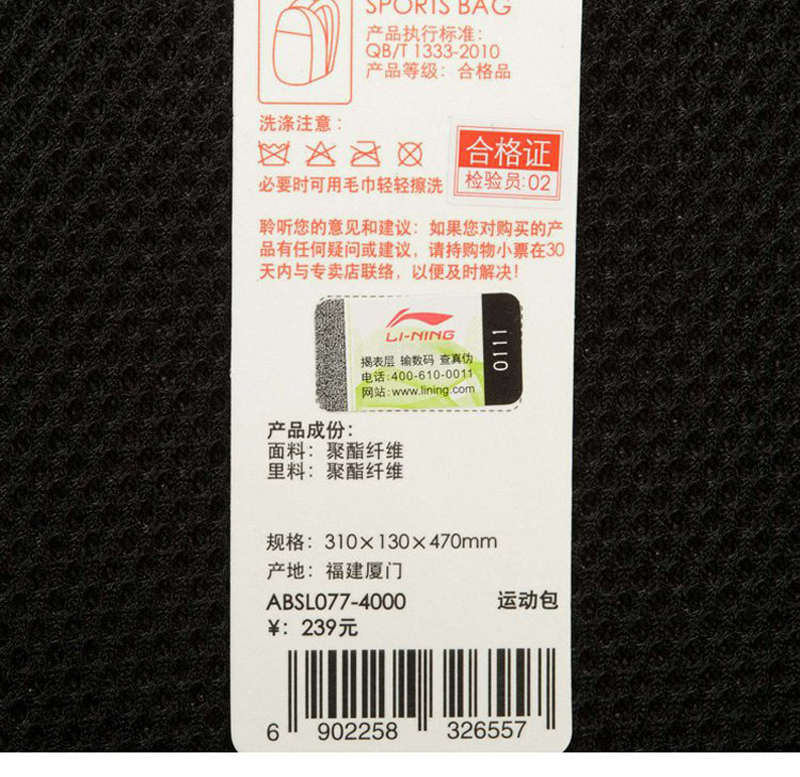 SPORTS BAG
产品执行标准：
QB/T 1333-2010
产品等级：合格品
洗涤注意：
必要时可用毛巾轻轻擦洗
合格证
检验员:02
聆听您的意见和建议：如果您对购买的产
品有任何疑问或建议，请持购物小票在30
天内与专卖店联络，以便及时解决！
LI-NING
揭表层 输数码 查真伪
电话:400-610-0011
网站:www.lining.com
0111
产品成份：
面料：聚酯纤维
里料：聚酯纤维
规格：310×130×470mm
产地：福建厦门
ABSL077-4000 运动包
¥：239元
6 902258 326557